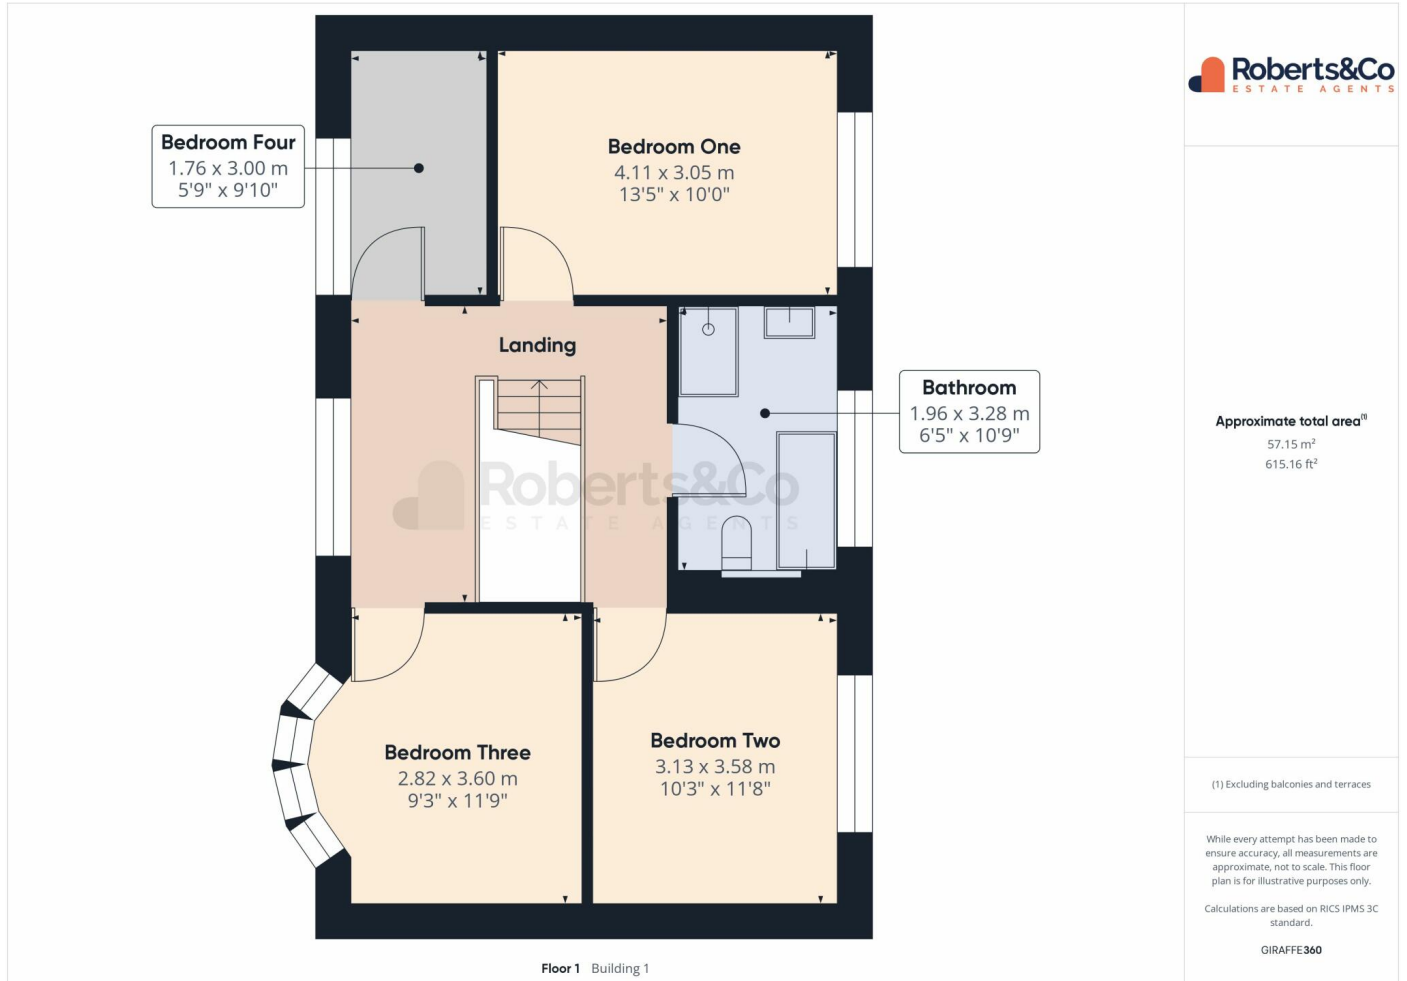 Bedroom Four
1.76 x 3.00 m
5'9" x 9'10"
Bedroom One
4.11 x 3.05 m
13'5" x 10'0"
Landing
Bathroom
1.96 x 3.28 m
6'5" x 10'9"
Roberts&Co
ESTATE AGENTS
Bedroom Three
2.82 x 3.60 m
9'3" x 11'9"
Bedroom Two
3.13 x 3.58 m
10'3" x 11'8"
Floor 1 Building 1
Roberts&Co
ESTATE AGENTS
Approximate total area⁽¹⁾
57.15 m²
615.16 ft²
(1) Excluding balconies and terraces
While every attempt has been made to
ensure accuracy, all measurements are
approximate, not to scale. This floor
plan is for illustrative purposes only.
Calculations are based on RICS IPMS 3C
standard.
GIRAFFE360